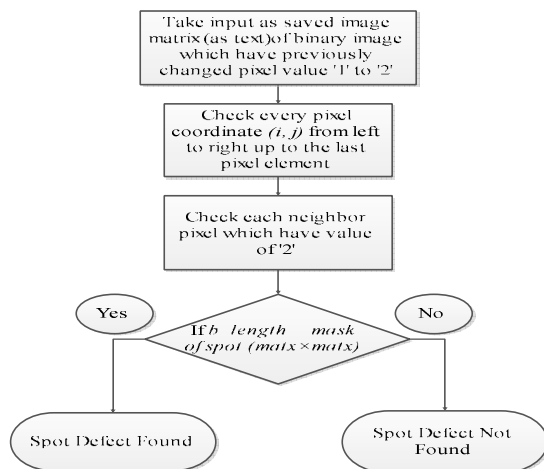 Take input as saved image
matrix (as text)of binary image
which have previously
changed pixel value '1' to '2'
Check every pixel
coordinate (i, j) from left
to right up to the last
pixel element
Check each neighbor
pixel which have value
of '2'
Yes
No
If b length mask
of spot (matx×matx)
Spot Defect Found
Spot Defect Not
Found